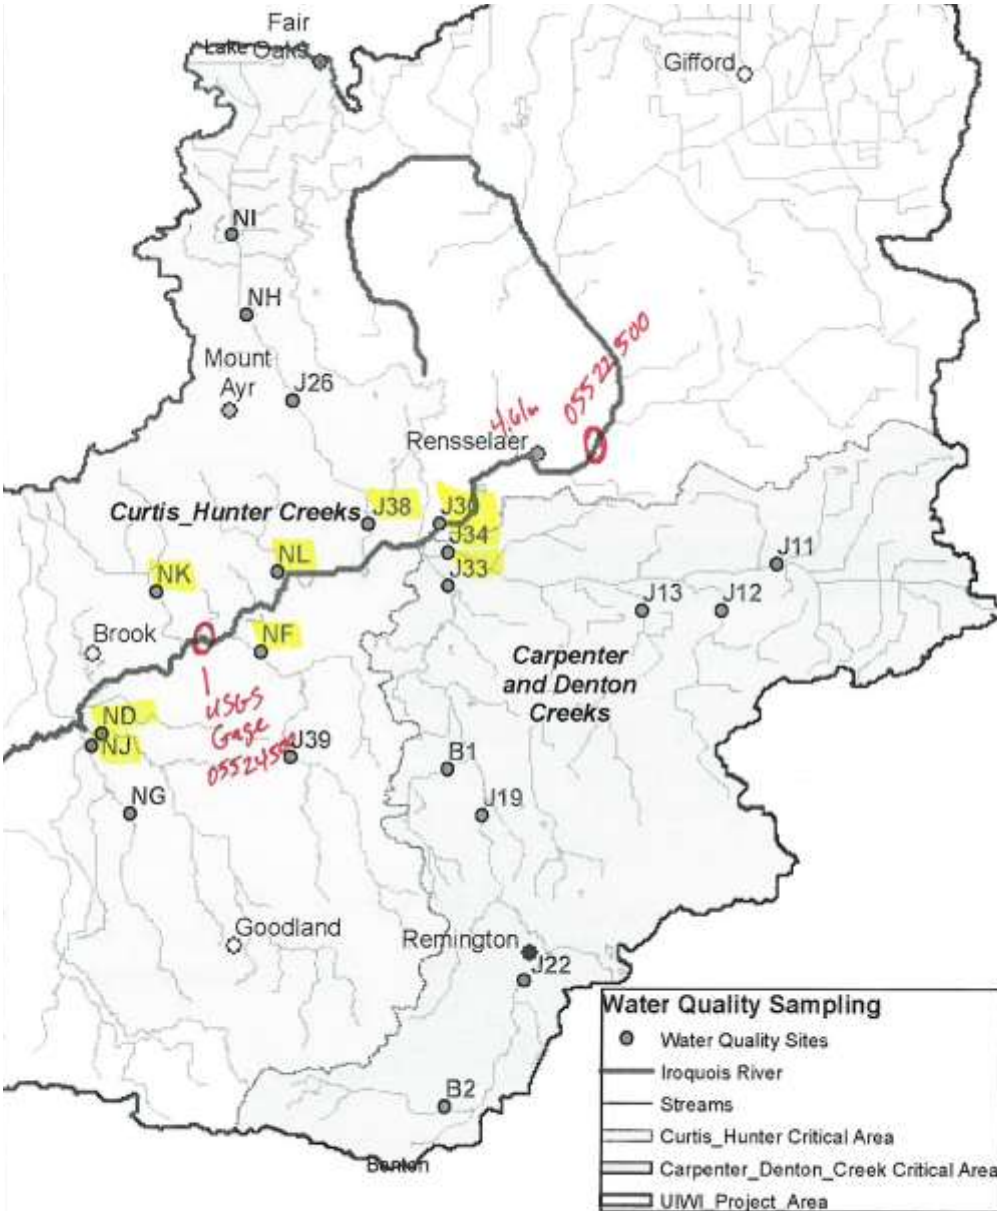 Fair
Oaks
Lake
Gifford
NI
NH
Mount
Ayr
J26
05522500
Rensselaer
Curtis_Hunter Creeks
J38
J30
J34
J33
NL
NK
J11
J13
J12
Brook
NF
Carpenter
and Denton
Creeks
USGS
Gage
05524500
ND
NJ
J39
B1
NG
J19
Goodland
Remington
J22
B2
Benton
Water Quality Sampling
Water Quality Sites
Iroquois River
Streams
Curtis_Hunter Critical Area
Carpenter_Denton_Creek Critical Area
UIWI_Project_Area